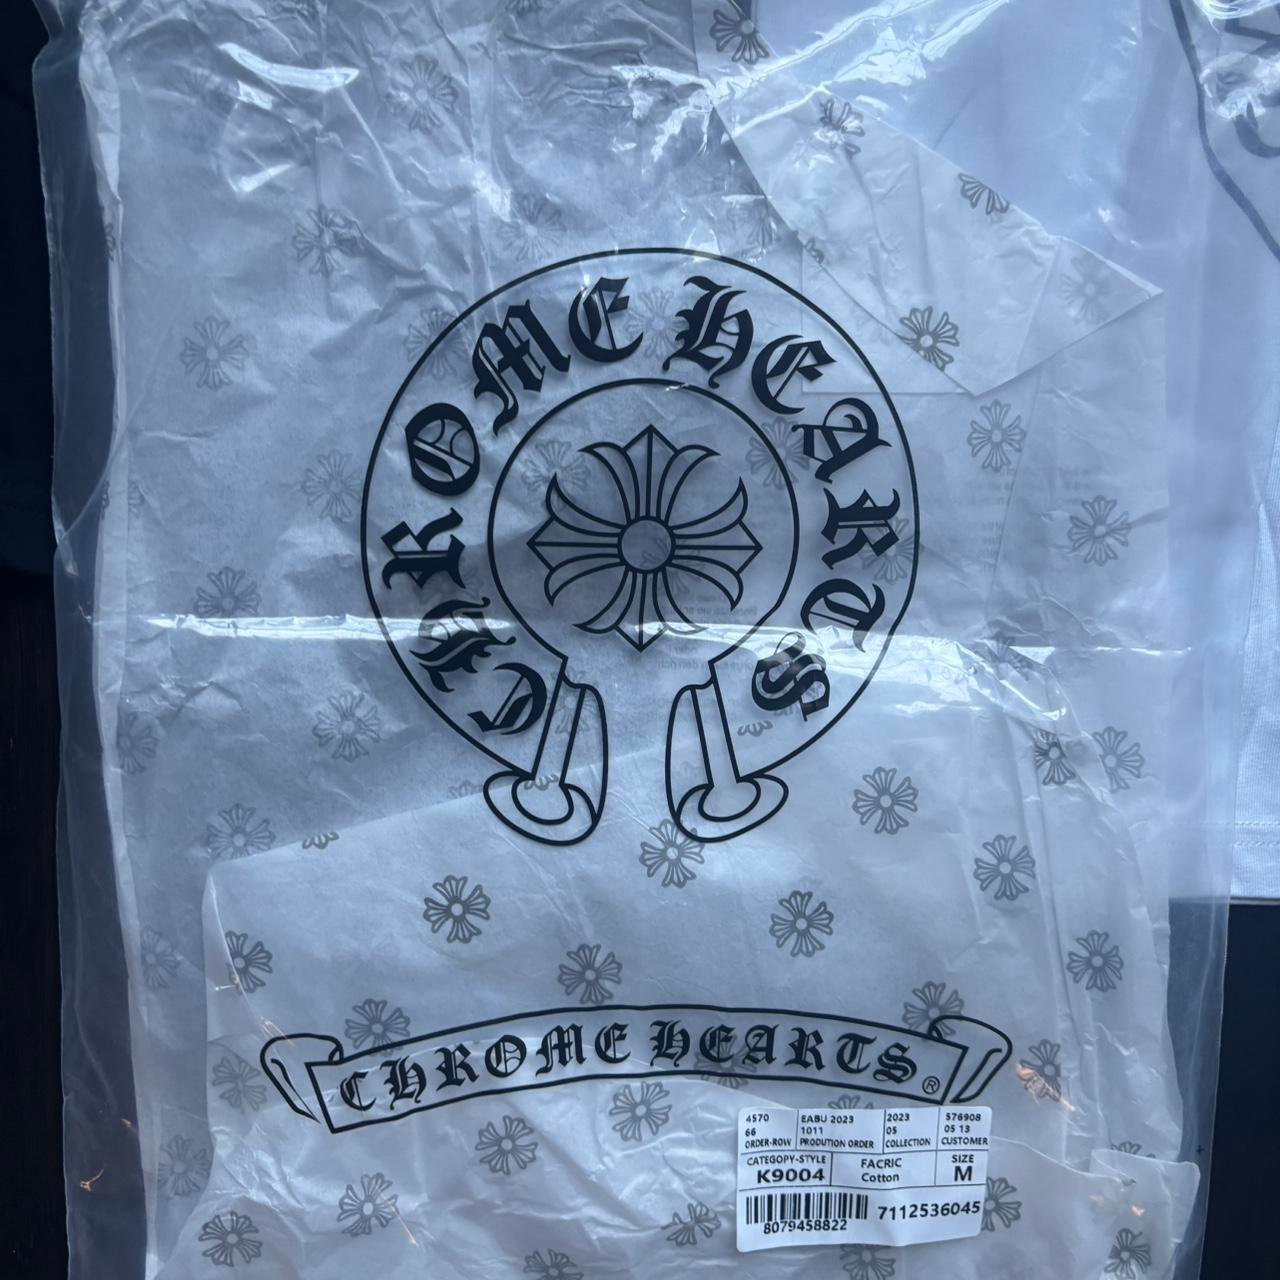 CHROME HEARTS
CHROME HEARTS®
4570 EABU 2023 2023 576908
66 1011 05 05 13
ORDER-ROW PRODUTION ORDER COLLECTION CUSTOMER
CATEGOPY-STYLE FACRIC SIZE
K9004 Cotton M
8079458822 7112536045